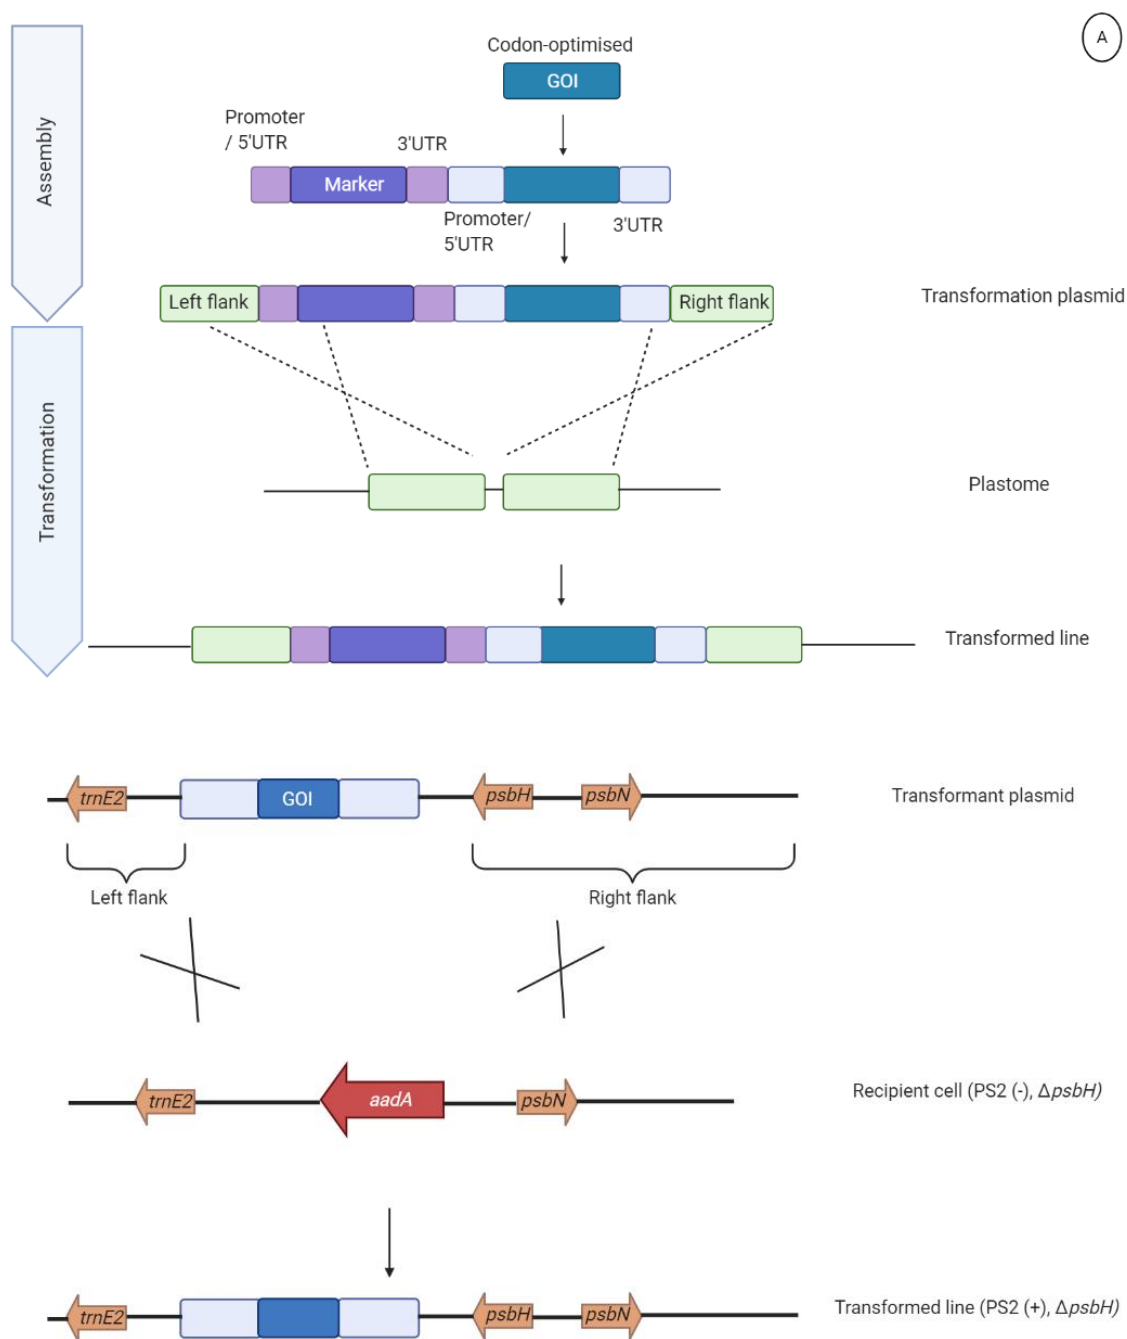 A
Codon-optimised
GOI
Assembly
Promoter
/ 5'UTR
3'UTR
Marker
Promoter/
5'UTR
3'UTR
Left flank
Right flank
Transformation plasmid
Transformation
Plastome
Transformed line
trnE2
GOI
psbH
psbN
Transformant plasmid
Left flank
Right flank
trnE2
aadA
psbN
Recipient cell (PS2 (-), ΔpsbH)
trnE2
psbH
psbN
Transformed line (PS2 (+), ΔpsbH)